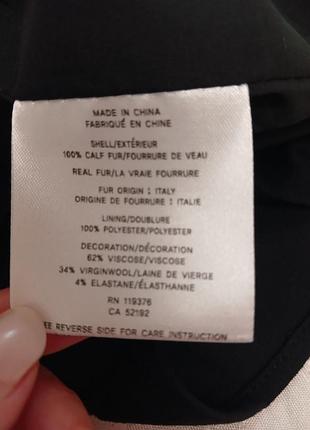 MADE IN CHINA
FABRIQUÉ EN CHINE
SHELL/EXTÉRIEUR
100% CALF FUR/FOURRURE DE VEAU
REAL FUR/LA VRAIE FOURRURE
FUR ORIGIN : ITALY
ORIGINE DE FOURRURE : ITALIE
LINING/DOUBLURE
100% POLYESTER/POLYESTER
DECORATION/DÉCORATION
62% VISCOSE/VISCOSE
34% VIRGINWOOL/LAINE DE VIERGE
4% ELASTANE/ÉLASTHANNE
RN 119376
CA 52192
EE REVERSE SIDE FOR CARE INSTRUCTION